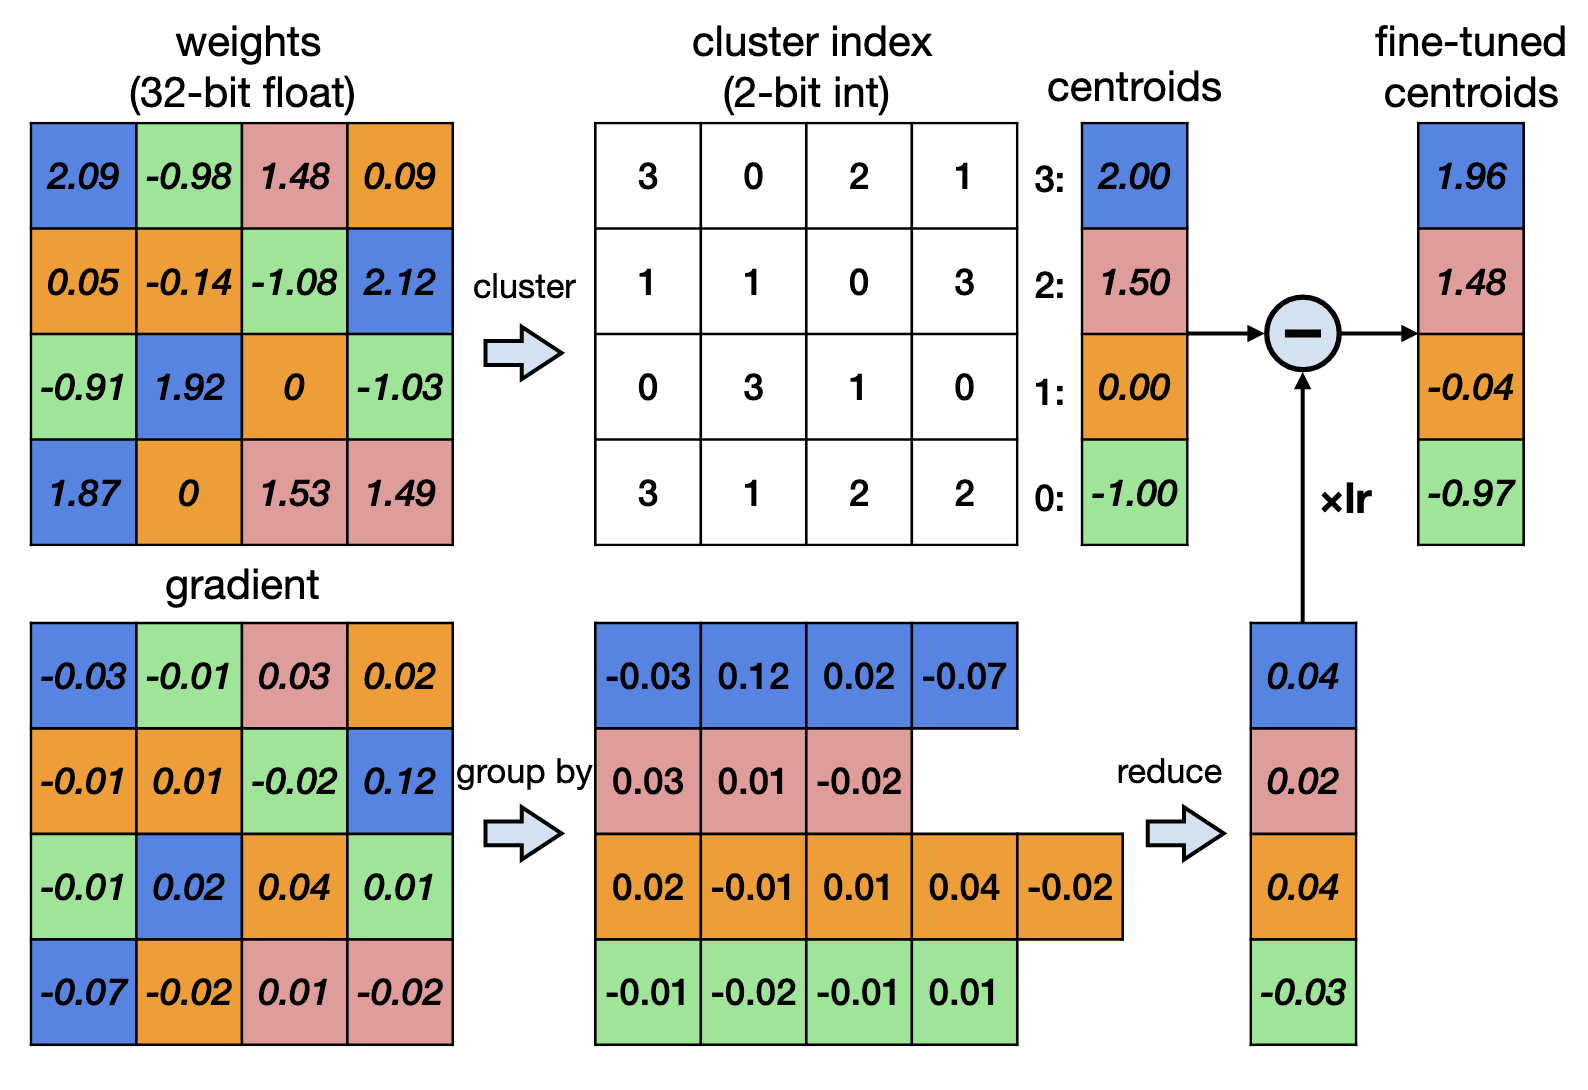 weights
(32-bit float)
cluster index
(2-bit int)
centroids
fine-tuned
centroids
2.09 -0.98 1.48 0.09
0.05 -0.14 -1.08 2.12
-0.91 1.92 0 -1.03
1.87 0 1.53 1.49
cluster
3 0 2 1
1 1 0 3
0 3 1 0
3 1 2 2
3: 2.00
2: 1.50
1: 0.00
0: -1.00
1.96
1.48
-0.04
-0.97
×lr
gradient
-0.03 -0.01 0.03 0.02
-0.01 0.01 -0.02 0.12
-0.01 0.02 0.04 0.01
-0.07 -0.02 0.01 -0.02
group by
-0.03 0.12 0.02 -0.07
0.03 0.01 -0.02
0.02 -0.01 0.01 0.04 -0.02
-0.01 -0.02 -0.01 0.01
reduce
0.04
0.02
0.04
-0.03